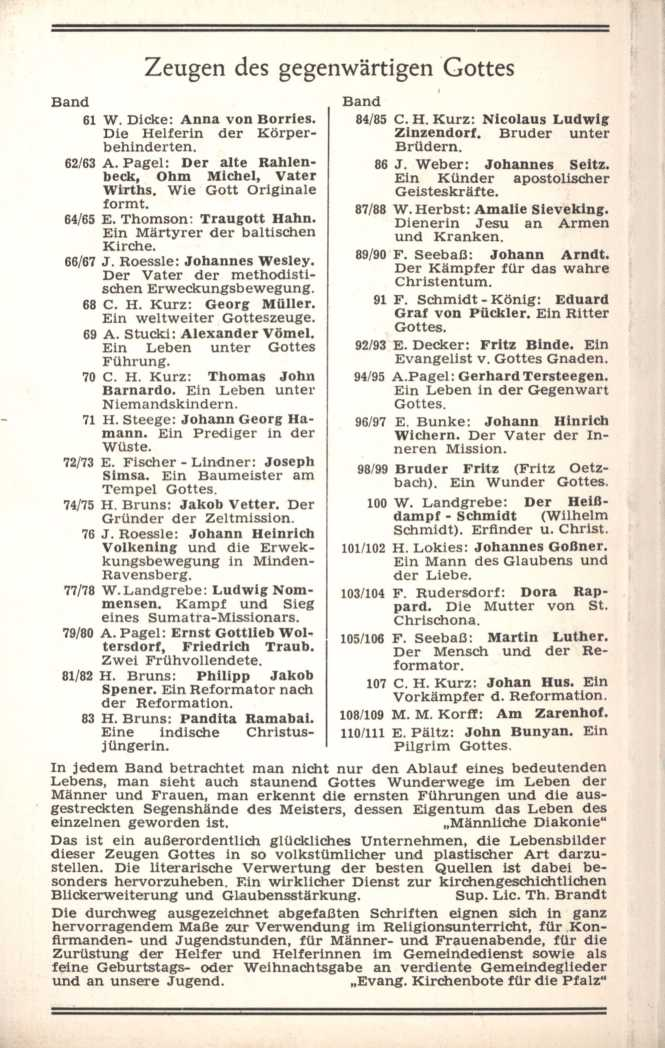 Zeugen des gegenwärtigen Gottes
Band
61 W. Dicke: Anna von Borries.
Die Helferin der Körper-
behinderten.
62/63 A. Pagel: Der alte Rahlen-
beck, Ohm Michel, Vater
Wirths. Wie Gott Originale
formt.
64/65 E. Thomson: Traugott Hahn.
Ein Märtyrer der baltischen
Kirche.
66/67 J. Roessle: Johannes Wesley.
Der Vater der methodisti-
schen Erweckungsbewegung.
68 C. H. Kurz: Georg Müller.
Ein weltweiter Gotteszeuge.
69 A. Stucki: Alexander Vömel.
Ein Leben unter Gottes
Führung.
70 C. H. Kurz: Thomas John
Barnardo. Ein Leben unter
Niemandskindern.
71 H. Steege: Johann Georg Ha-
mann. Ein Prediger in der
Wüste.
72/73 E. Fischer - Lindner: Joseph
Simsa. Ein Baumeister am
Tempel Gottes.
74/75 H. Bruns: Jakob Vetter. Der
Gründer der Zeltmission.
76 J. Roessle: Johann Heinrich
Volkening und die Erwek-
kungsbewegung in Minden-
Ravensberg.
77/78 W. Landgrebe: Ludwig Nom-
mensen. Kampf und Sieg
eines Sumatra-Missionars.
79/80 A. Pagel: Ernst Gottlieb Wol-
tersdorf, Friedrich Traub.
Zwei Frühvollendete.
81/82 H. Bruns: Philipp Jakob
Spener. Ein Reformator nach
der Reformation.
83 H. Bruns: Pandita Ramabai.
Eine indische Christus-
jüngerin.
Band
84/85 C. H. Kurz: Nicolaus Ludwig
Zinzendorf. Bruder unter
Brüdern.
86 J. Weber: Johannes Seitz.
Ein Künder apostolischer
Geisteskräfte.
87/88 W. Herbst: Amalie Sieveking.
Dienerin Jesu an Armen
und Kranken.
89/90 F. Seebaß: Johann Arndt.
Der Kämpfer für das wahre
Christentum.
91 F. Schmidt - König: Eduard
Graf von Pückler. Ein Ritter
Gottes.
92/93 E. Decker: Fritz Binde. Ein
Evangelist v. Gottes Gnaden.
94/95 A. Pagel: Gerhard Tersteegen.
Ein Leben in der Gegenwart
Gottes.
96/97 E. Bunke: Johann Hinrich
Wichern. Der Vater der In-
neren Mission.
98/99 Bruder Fritz (Fritz Oetz-
bach). Ein Wunder Gottes.
100 W. Landgrebe: Der Heiß-
dampf - Schmidt (Wilhelm
Schmidt). Erfinder u. Christ.
101/102 H. Lokies: Johannes Goßner.
Ein Mann des Glaubens und
der Liebe.
103/104 F. Rudersdorf: Dora Rap-
pard. Die Mutter von St.
Chrischona.
105/106 F. Seebaß: Martin Luther.
Der Mensch und der Re-
formator.
107 C. H. Kurz: Johan Hus. Ein
Vorkämpfer d. Reformation.
108/109 M. M. Korff: Am Zarenhof.
110/111 E. Pältz: John Bunyan. Ein
Pilgrim Gottes.
In jedem Band betrachtet man nicht nur den Ablauf eines bedeutenden
Lebens, man sieht auch staunend Gottes Wunderwege im Leben der
Männer und Frauen, man erkennt die ernsten Führungen und die aus-
gestreckten Segenshände des Meisters, dessen Eigentum das Leben des
einzelnen geworden ist. „Männliche Diakonie“
Das ist ein außerordentlich glückliches Unternehmen, die Lebensbilder
dieser Zeugen Gottes in so volkstümlicher und plastischer Art darzu-
stellen. Die literarische Verwertung der besten Quellen ist dabei be-
sonders hervorzuheben. Ein wirklicher Dienst zur kirchengeschichtlichen
Blickerweiterung und Glaubensstärkung. Sup. Lic. Th. Brandt
Die durchweg ausgezeichnet abgefaßten Schriften eignen sich in ganz
hervorragendem Maße zur Verwendung im Religionsunterricht, für Kon-
firmanden- und Jugendstunden, für Männer- und Frauenabende, für die
Zurüstung der Helfer und Helferinnen im Gemeindedienst sowie als
feine Geburtstags- oder Weihnachtsgabe an verdiente Gemeindeglieder
und an unsere Jugend. „Evang. Kirchenbote für die Pfalz“